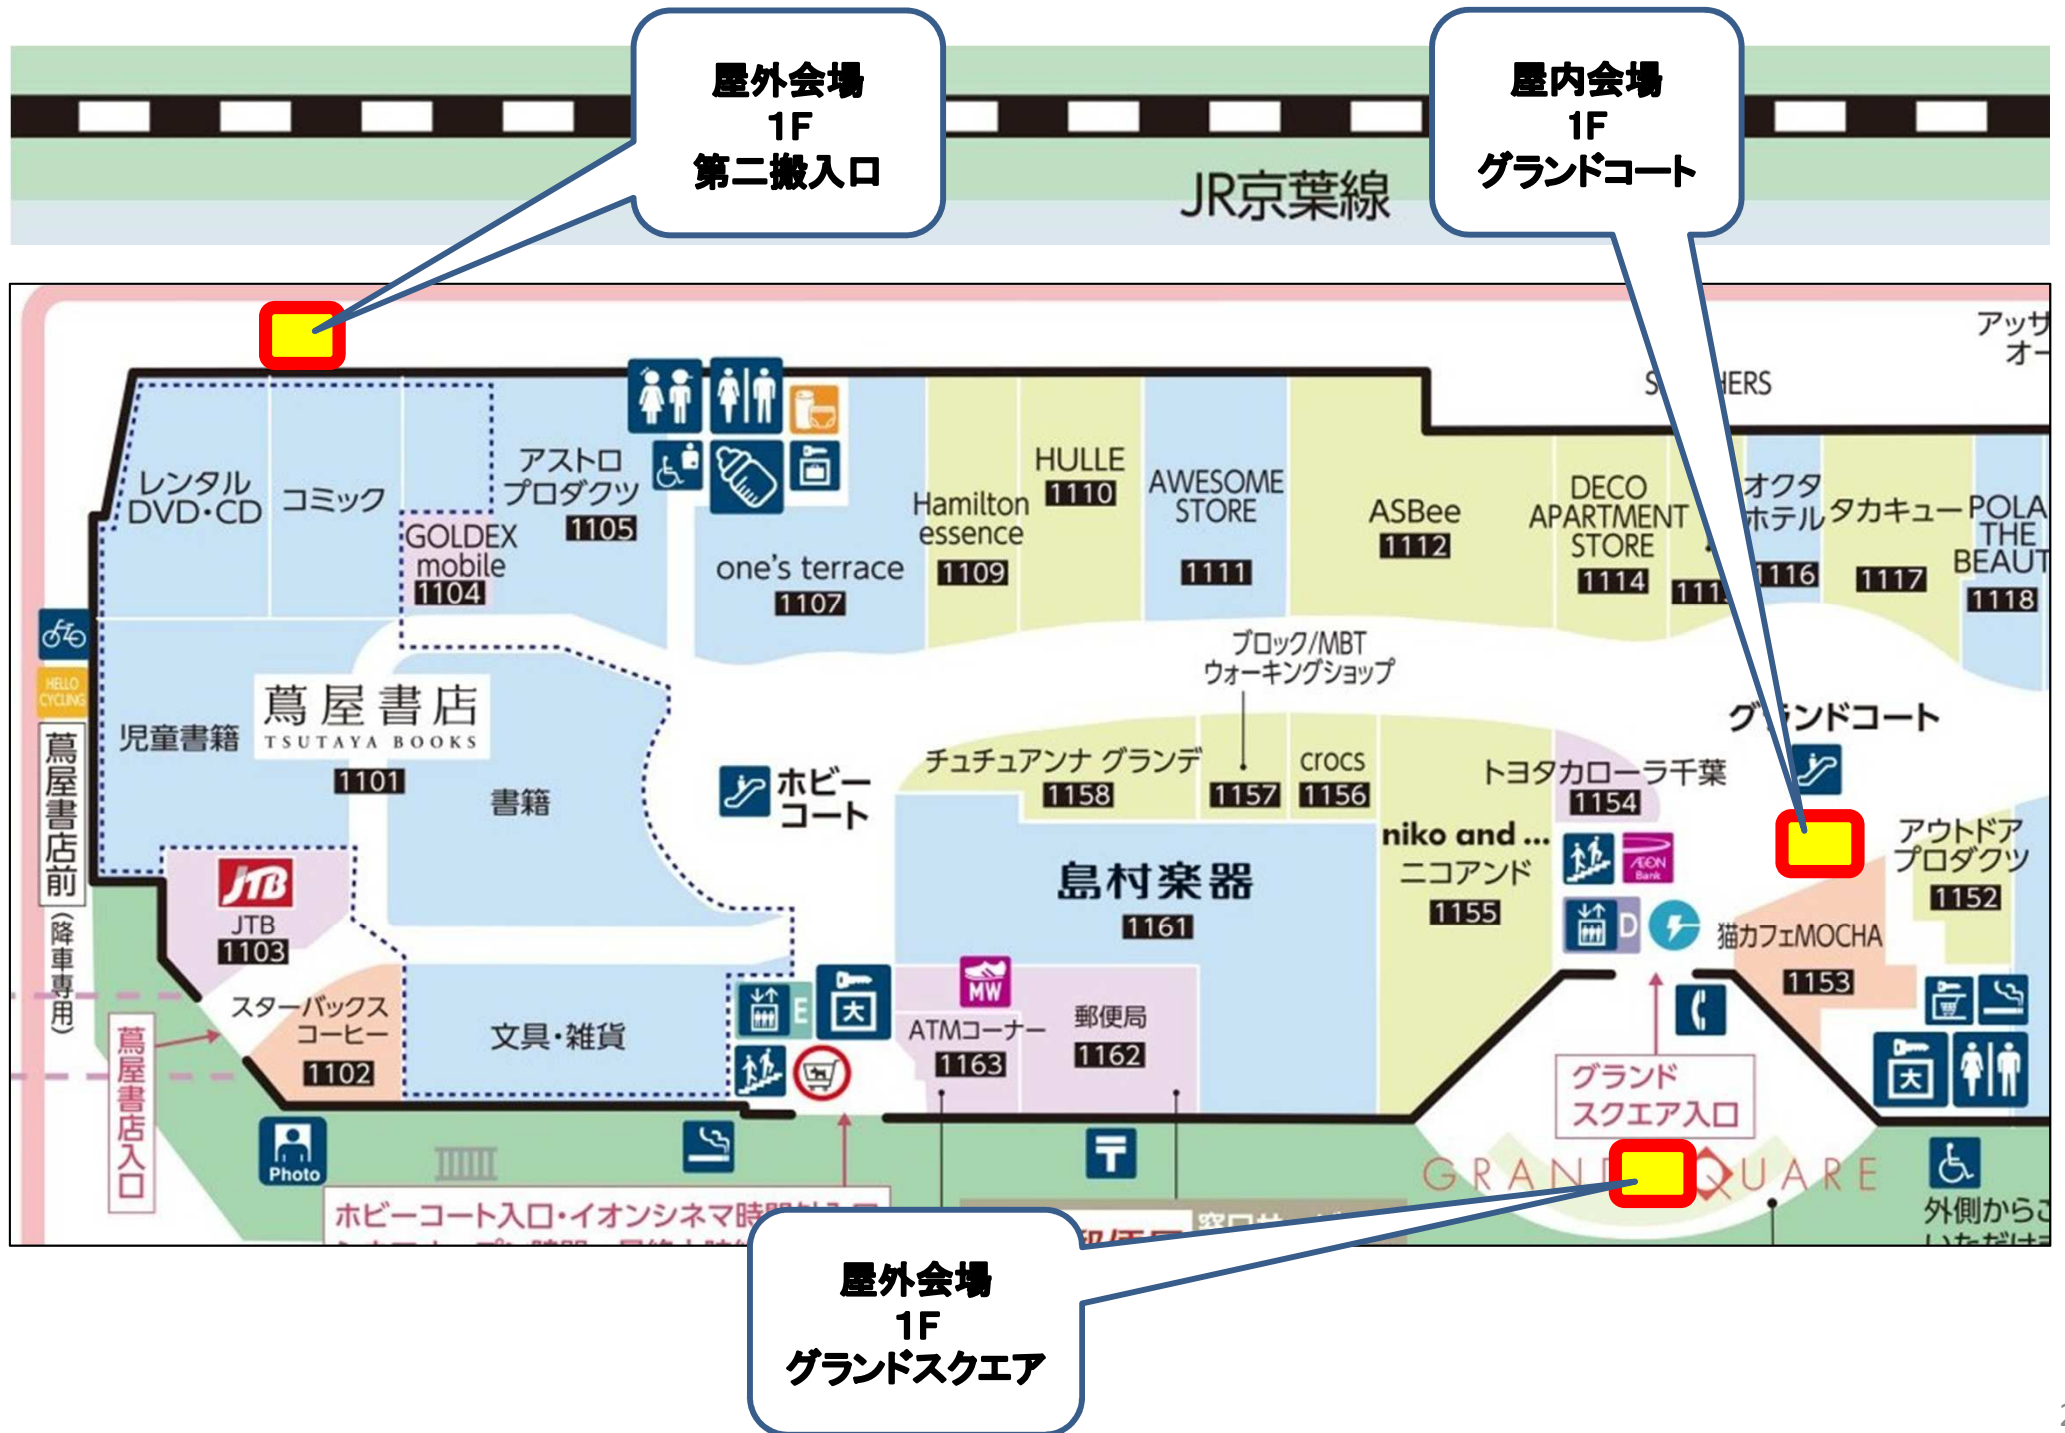 屋外会場
1F
第二搬入口
屋内会場
1F
グランドコート
JR京葉線
アッサ
オー
レンタル
DVD・CD
コミック
アストロ
プロダクツ
1105
GOLDEX
mobile
1104
one's terrace
1107
Hamilton
essence
1109
HULLE
1110
AWESOME
STORE
1111
ASBee
1112
DECO
APARTMENT
STORE
1114
オクタ
ホテル
1116
タカキュー
1117
POLA
THE
BEAUT
1118
HELLO
CYCLING
蔦屋書店前
(降車専用)
児童書籍
蔦屋書店
TSUTAYA BOOKS
1101
書籍
ホビー
コート
ブロック/MBT
ウォーキングショップ
チュチュアンナ グランデ
1158
1157
crocs
1156
niko and ...
ニコアンド
1155
トヨタカローラ千葉
1154
グランドコート
AEON
Bank
D
アウトドア
プロダクツ
1152
猫カフェMOCHA
1153
島村楽器
1161
JTB
JTB
1103
スターバックス
コーヒー
1102
文具・雑貨
E
大
MW
ATMコーナー
1163
郵便局
1162
大
蔦屋書店入口
グランド
スクエア入口
Photo
GRAN
QUARE
ホビーコート入口・イオンシネマ時間外入口
外側からご
屋外会場
1F
グランドスクエア
2